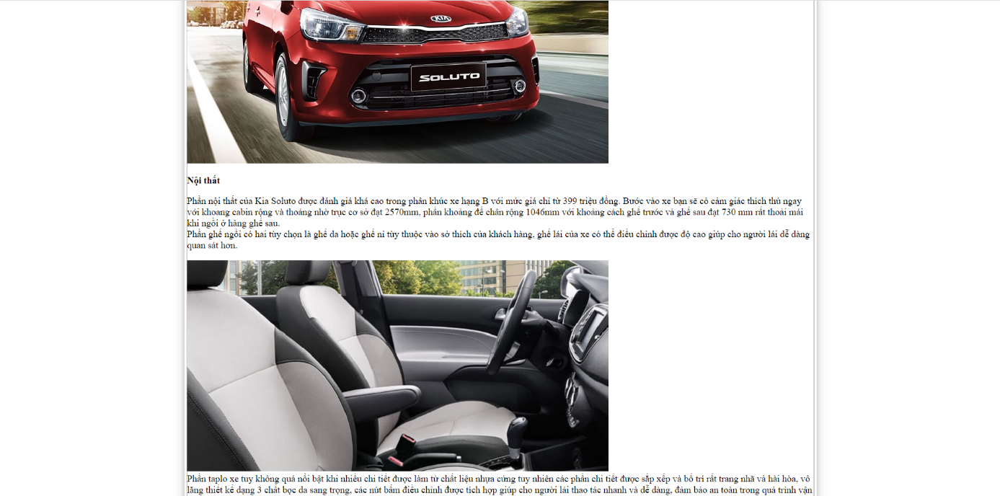 KIA
SOLUTO
Nội thất
Phần nội thất của Kia Soluto được đánh giá khá cao trong phân khúc xe hạng B với mức giá chỉ từ 399 triệu đồng. Bước vào xe bạn sẽ có cảm giác thích thú ngay
với khoang cabin rộng và thoáng nhờ trục cơ sở đạt 2570mm, phần khoảng để chân rộng 1046mm với khoảng cách ghế trước và ghế sau đạt 730 mm rất thoải mái
khi ngồi ở hàng ghế sau.
Phần ghế ngồi có hai tùy chọn là ghế da hoặc ghế nỉ tùy thuộc vào sở thích của khách hàng, ghế lái của xe có thể điều chỉnh được độ cao giúp cho người lái dễ dàng
quan sát hơn.
Phần taplo xe tuy không quá nổi bật khi nhiều chi tiết được làm từ chất liệu nhựa cứng tuy nhiên các phần chi tiết được sắp xếp và bố trí rất trang nhã và hài hòa, vô
lăng thiết kế dạng 3 chất bọc da sang trọng, các nút bấm điều chỉnh được tích hợp giúp cho người lái thao tác nhanh và dễ dàng, đảm bảo an toàn trong quá trình vận